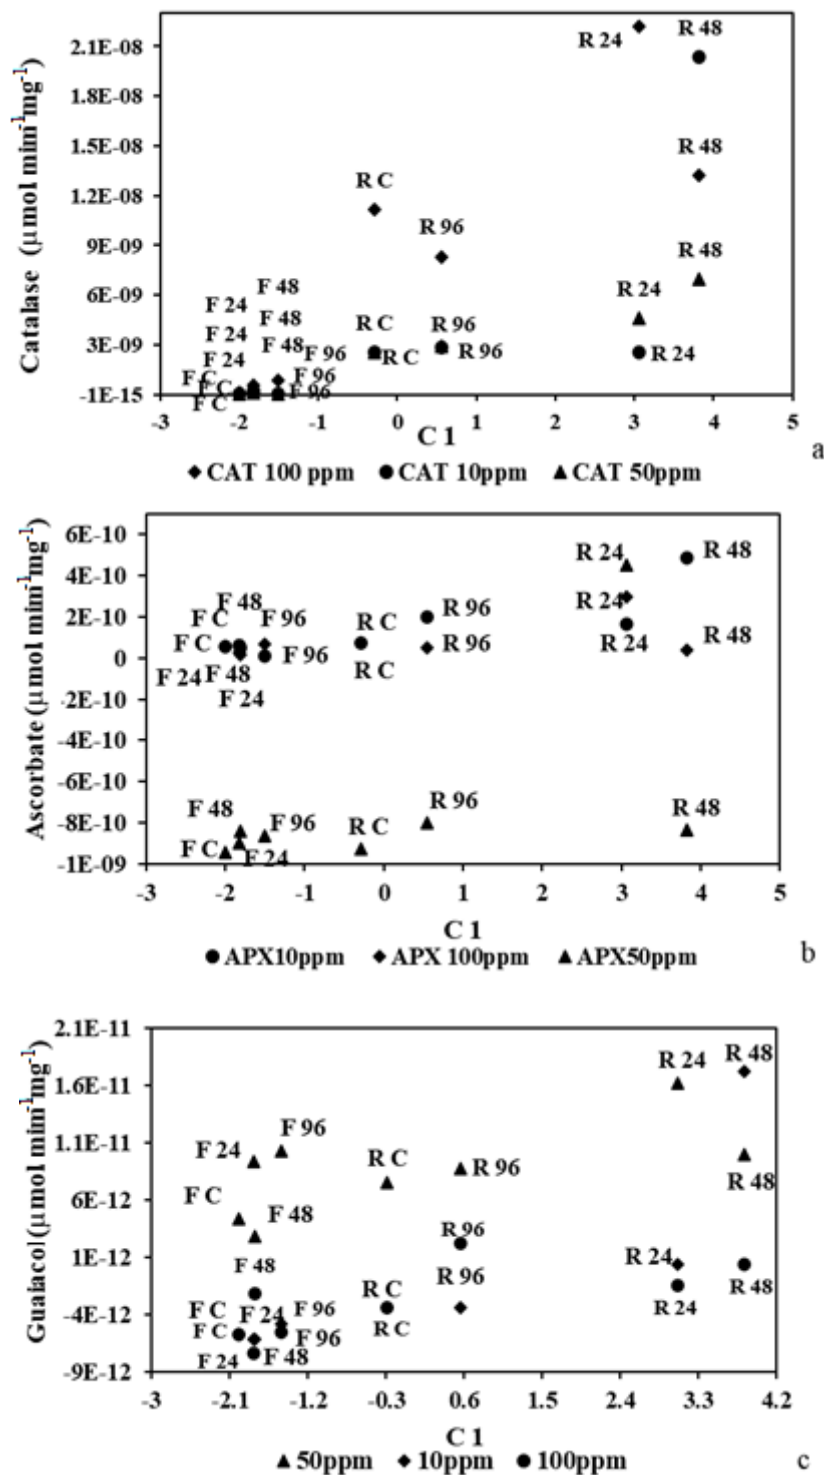 2.1E-08
1.8E-08
1.5E-08
1.2E-08
9E-09
6E-09
3E-09
-1E-15
Catalase (µmol mim-1mg-1)
R 24
R 48
R 48
R C
R 96
R 48
F 48
F 24
R 24
F 48
R C
R 96
F 24
F 48
F 96
R C
R 96
R 24
F 24
F C
F 96
F C
F 96
F C
-3 -2 -1 0 1 2 3 4 5
C 1
a
CAT 100 ppm CAT 10ppm CAT 50ppm
6E-10
4E-10
2E-10
0
-2E-10
-4E-10
-6E-10
-8E-10
-1E-09
Ascorbate (µmol mim-1mg-1)
R 24
R 48
F 48
F C
F 96
R C
R 96
R 24
F C
F 96
R C
R 96
R 24
R 48
F 24
F 48
F 24
F 48
F 96
R C
R 96
R 48
F C
F 24
-3 -2 -1 0 1 2 3 4 5
C 1
b
APX10ppm APX 100ppm APX50ppm
2.1E-11
1.6E-11
1.1E-11
6E-12
1E-12
-4E-12
-9E-12
Guaiacol (µmol mim-1mg-1)
R 24
R 48
F 96
F 24
R C
R 96
F C
R 48
F 48
R 96
F 48
R 24
R 96
R 48
R C
R 24
F C
F 24
F 96
F C
R C
F 96
F 24
F 48
-3 -2.1 -1.2 -0.3 0.6 1.5 2.4 3.3 4.2
C 1
50ppm 10ppm 100ppm
c